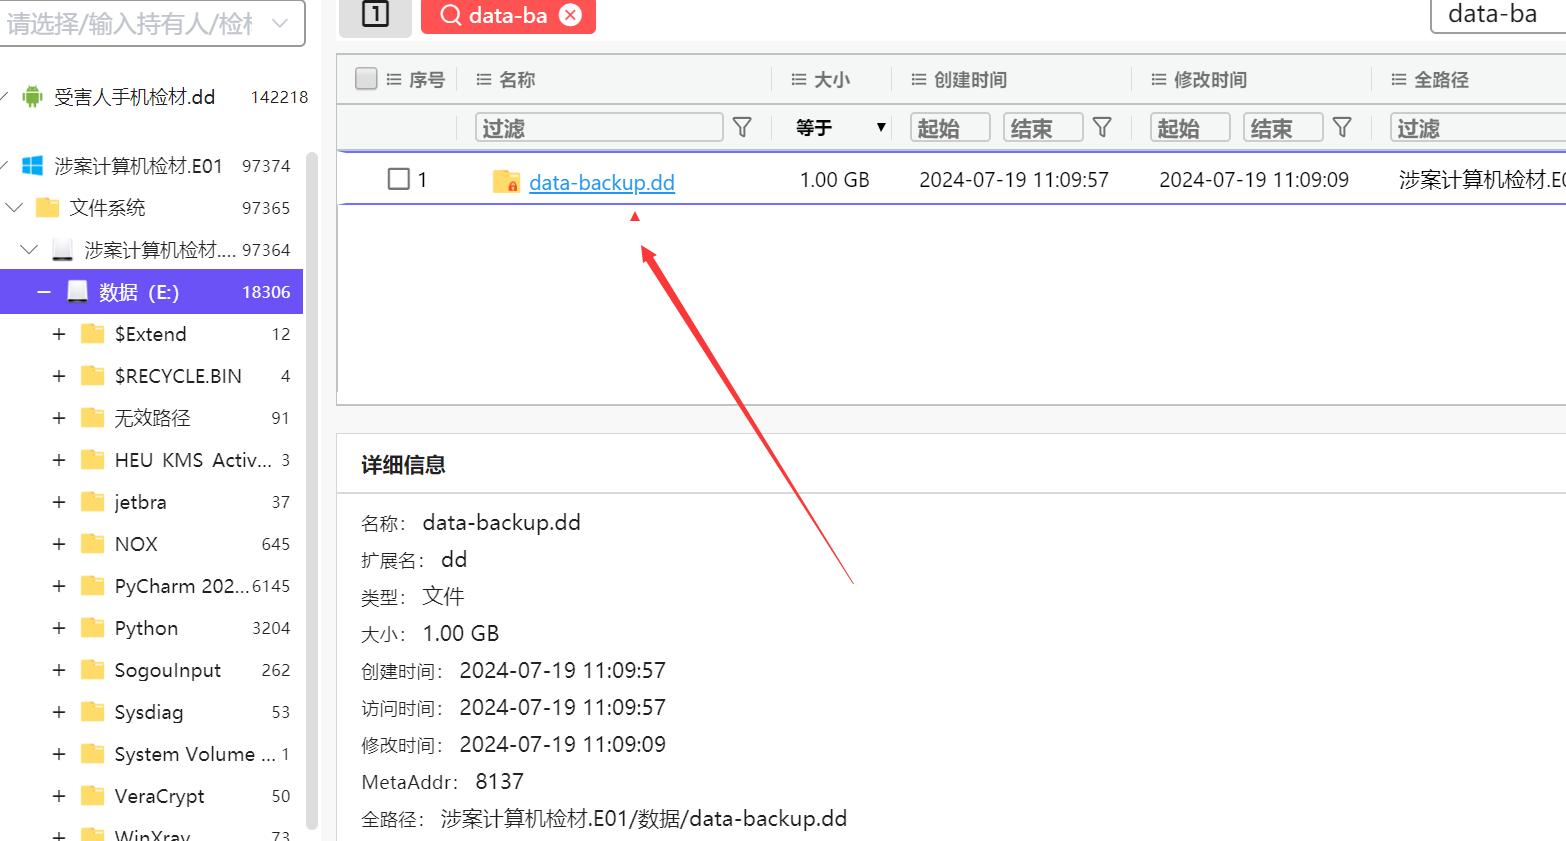 请选择/输入持有人/检材
1
data-ba
data-ba
受害人手机检材.dd 142218
涉案计算机检材.E01 97374
文件系统 97365
涉案计算机检材.... 97364
数据 (E:) 18306
$Extend 12
$RECYCLE.BIN 4
无效路径 91
HEU KMS Activ... 3
jetbra 37
NOX 645
PyCharm 202... 6145
Python 3204
SogouInput 262
Sysdiag 53
System Volume ... 1
VeraCrypt 50
WinXray 73
序号 名称 大小 创建时间 修改时间 全路径
过滤 等于 起始 结束 起始 结束 过滤
1 data-backup.dd 1.00 GB 2024-07-19 11:09:57 2024-07-19 11:09:09 涉案计算机检材.E0
详细信息
名称: data-backup.dd
扩展名: dd
类型: 文件
大小: 1.00 GB
创建时间: 2024-07-19 11:09:57
访问时间: 2024-07-19 11:09:57
修改时间: 2024-07-19 11:09:09
MetaAddr: 8137
全路径: 涉案计算机检材.E01/数据/data-backup.dd